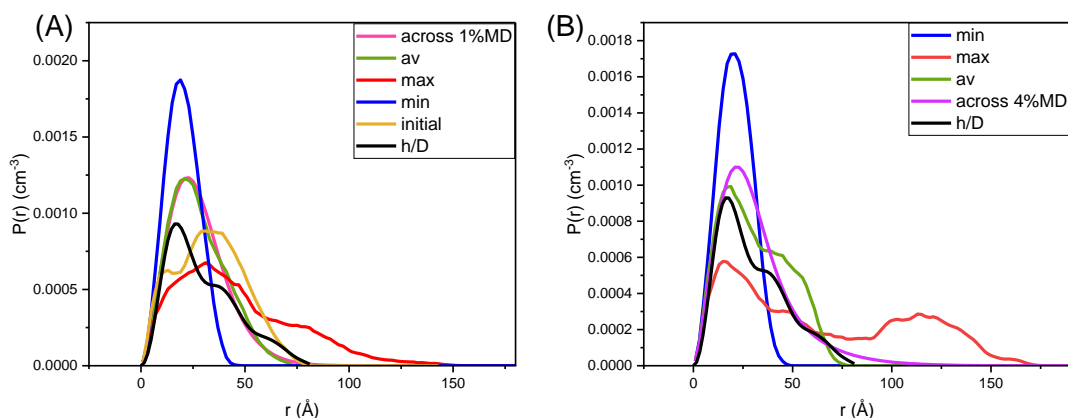 (A)
across 1%MD
av
max
min
initial
h/D
0.0020
0.0015
0.0010
0.0005
0.0000
P(r) (cm⁻³)
0
50
100
150
r (Å)
(B)
min
max
av
across 4%MD
h/D
0.0018
0.0016
0.0014
0.0012
0.0010
0.0008
0.0006
0.0004
0.0002
0.0000
P(r) (cm⁻³)
0
50
100
150
r (Å)